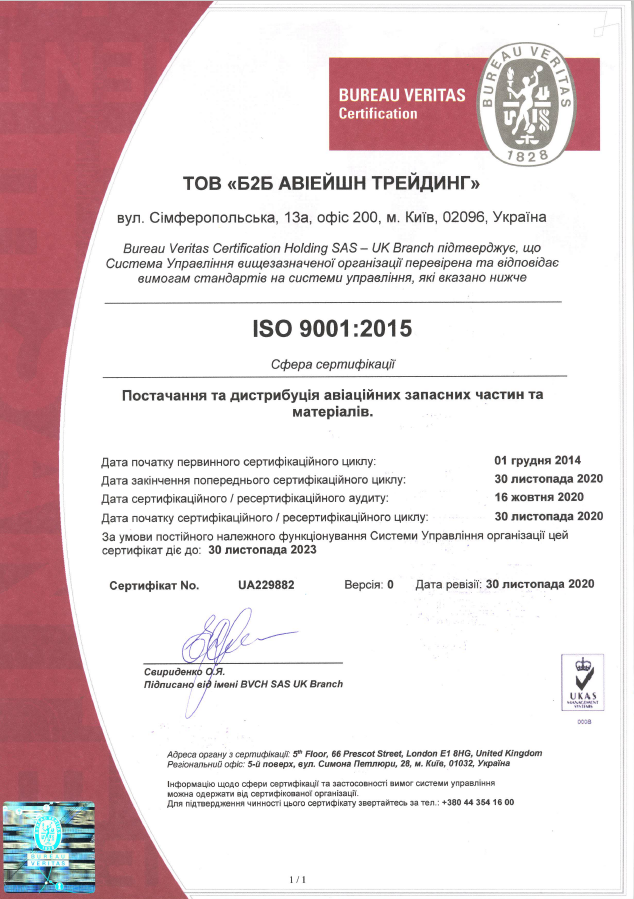 BUREAU VERITAS
Certification
BUREAU VERITAS
1828
ТОВ «Б2Б АВІЕЙШН ТРЕЙДИНГ»
вул. Сімферопольська, 13а, офіс 200, м. Київ, 02096, Україна
Bureau Veritas Certification Holding SAS – UK Branch підтверджує, що
Система Управління вищезазначеної організації перевірена та відповідає
вимогам стандартів на системи управління, які вказано нижче
ISO 9001:2015
Сфера сертифікації
Постачання та дистрибуція авіаційних запасних частин та
матеріалів.
Дата початку первинного сертифікаційного циклу: 01 грудня 2014
Дата закінчення попереднього сертифікаційного циклу: 30 листопада 2020
Дата сертифікаційного / ресертифікаційного аудиту: 16 жовтня 2020
Дата початку сертифікаційного / ресертифікаційного циклу: 30 листопада 2020
За умови постійного належного функціонування Системи Управління організації цей
сертифікат діє до: 30 листопада 2023
Сертифікат No. UA229882 Версія: 0 Дата ревізії: 30 листопада 2020
Свириденко О.Я.
Підписано від імені BVCH SAS UK Branch
UKAS
MANAGEMENT
SYSTEMS
0008
Адреса органу з сертифікації: 5th Floor, 66 Prescot Street, London E1 8HG, United Kingdom
Регіональний офіс: 5-й поверх, вул. Симона Петлюри, 28, м. Київ, 01032, Україна
Інформацію щодо сфери сертифікації та застосовності вимог системи управління
можна одержати від сертифікованої організації.
Для підтвердження чинності цього сертифікату звертайтесь за тел.: +380 44 354 16 00
BUREAU
VERITAS
1 / 1